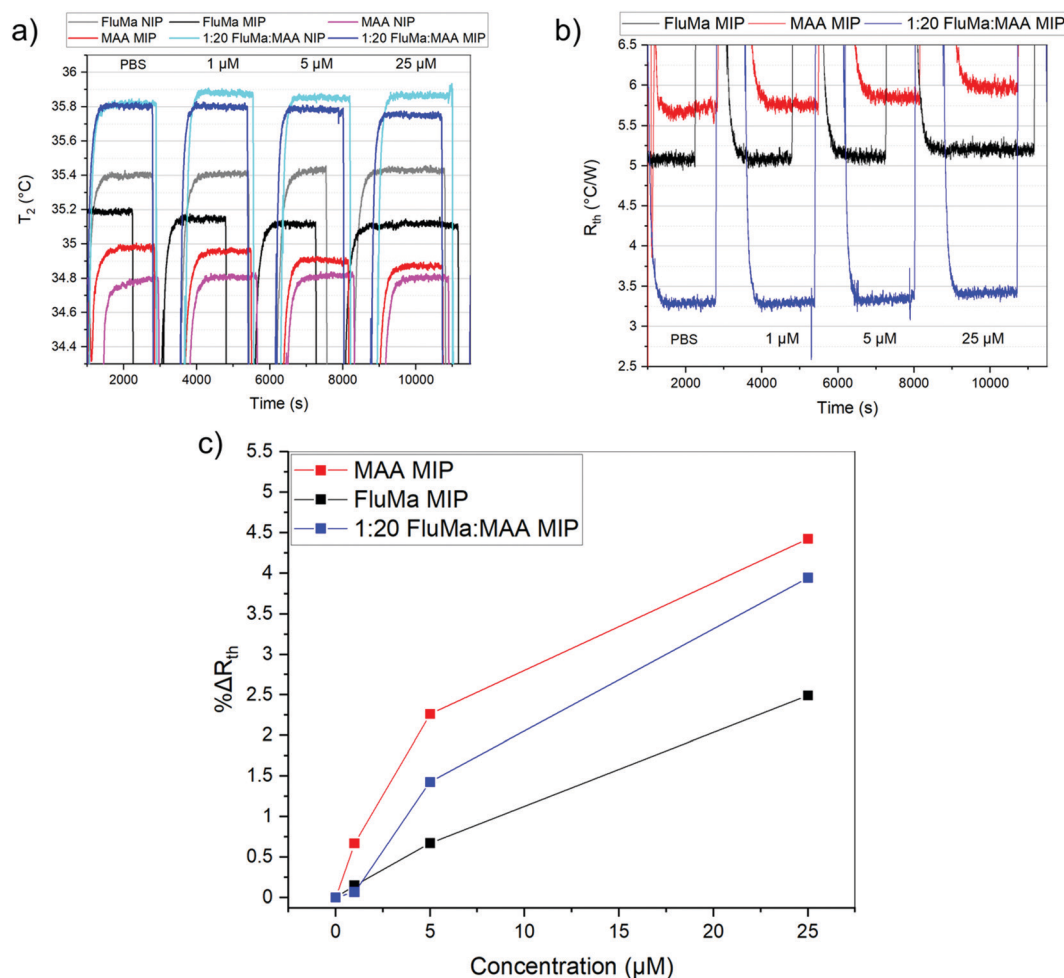 a)
FluMa NIP FluMa MIP MAA NIP
MAA MIP 1:20 FluMa:MAA NIP 1:20 FluMa:MAA MIP
PBS 1 µM 5 µM 25 µM
36
35.8
35.6
35.4
35.2
35
34.8
34.6
34.4
T2 (°C)
2000 4000 6000 8000 10000
Time (s)
b)
FluMa MIP MAA MIP 1:20 FluMa:MAA MIP
6.5
6
5.5
5
4.5
4
3.5
3
2.5
Rth (°C/W)
PBS 1 µM 5 µM 25 µM
2000 4000 6000 8000 10000
Time (s)
c)
MAA MIP
FluMa MIP
1:20 FluMa:MAA MIP
5.5
5
4.5
4
3.5
3
2.5
2
1.5
1
0.5
0
%ΔRth
0 5 10 15 20 25
Concentration (µM)